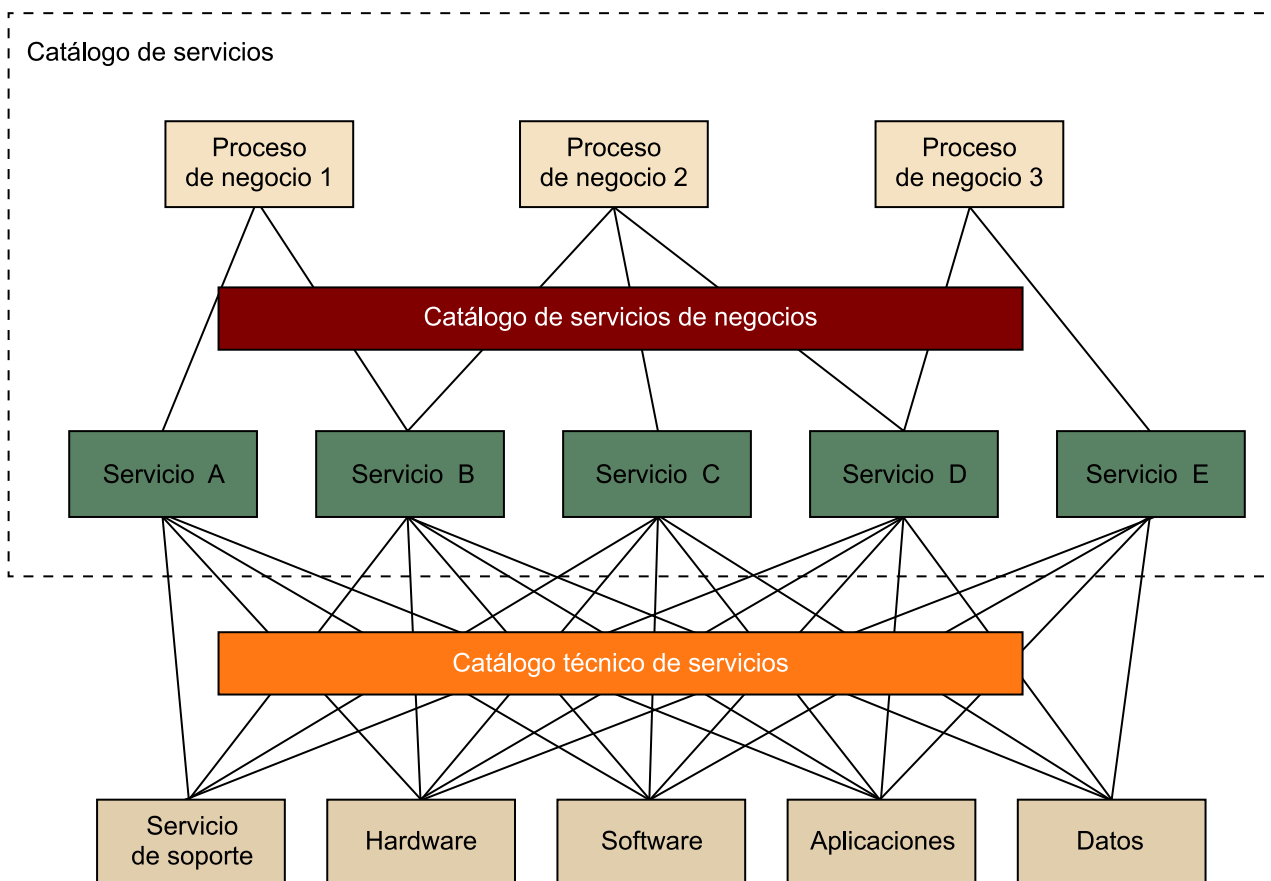 Catálogo de servicios
Proceso
de negocio 1
Proceso
de negocio 2
Proceso
de negocio 3
Catálogo de servicios de negocios
Servicio A
Servicio B
Servicio C
Servicio D
Servicio E
Catálogo técnico de servicios
Servicio
de soporte
Hardware
Software
Aplicaciones
Datos